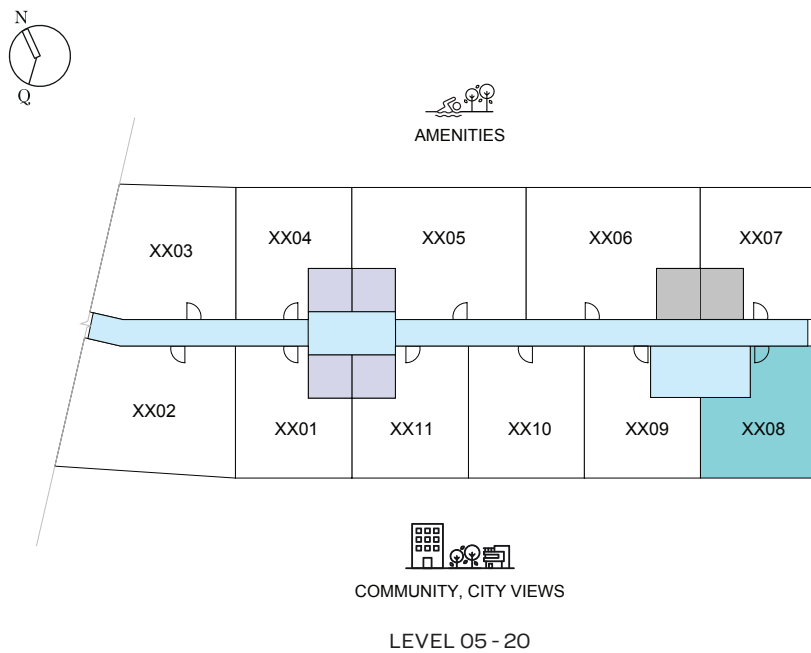 N
Q
AMENITIES
XX03
XX04
XX05
XX06
XX07
XX02
XX01
XX11
XX10
XX09
XX08
COMMUNITY, CITY VIEWS
LEVEL 05 - 20